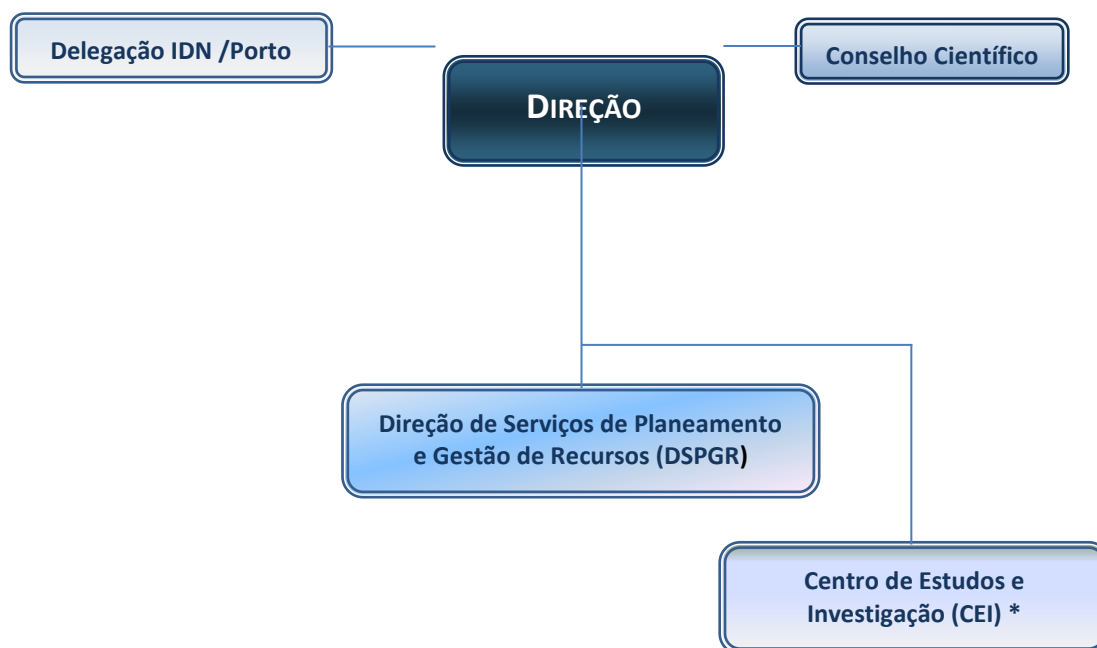 Delegação IDN /Porto
Conselho Científico
DIREÇÃO
Direção de Serviços de Planeamento
e Gestão de Recursos (DSPGR)
Centro de Estudos e
Investigação (CEI) *